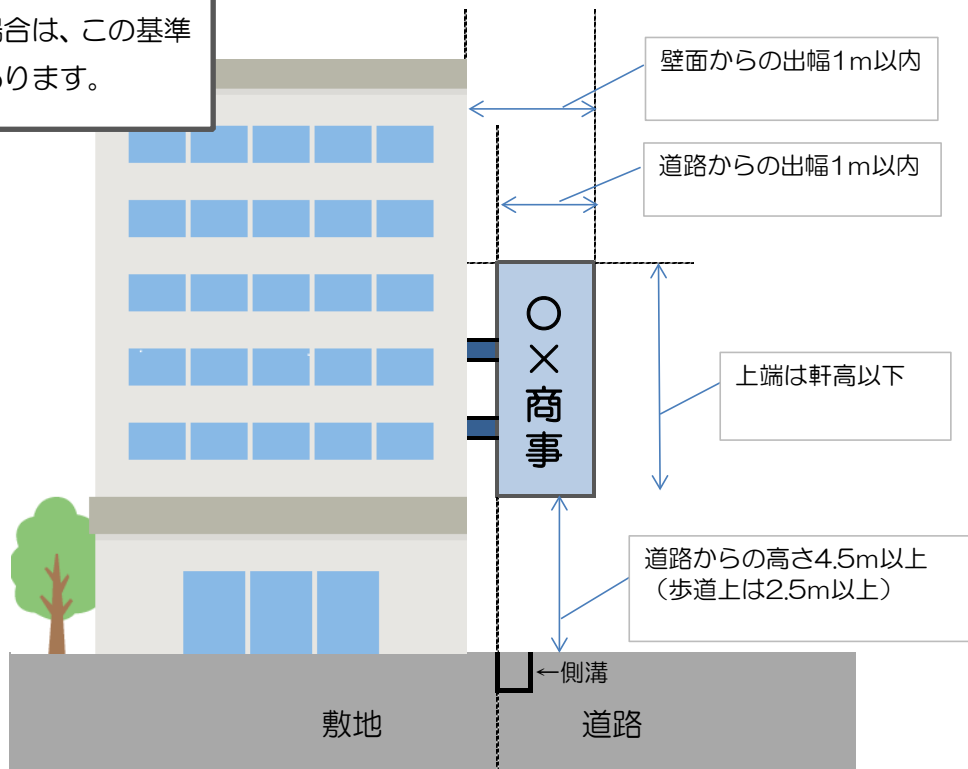 場合は、この基準
あります。
壁面からの出幅1m以内
道路からの出幅1m以内
〇×商事
上端は軒高以下
道路からの高さ4.5m以上
（歩道上は2.5m以上）
←側溝
敷地
道路